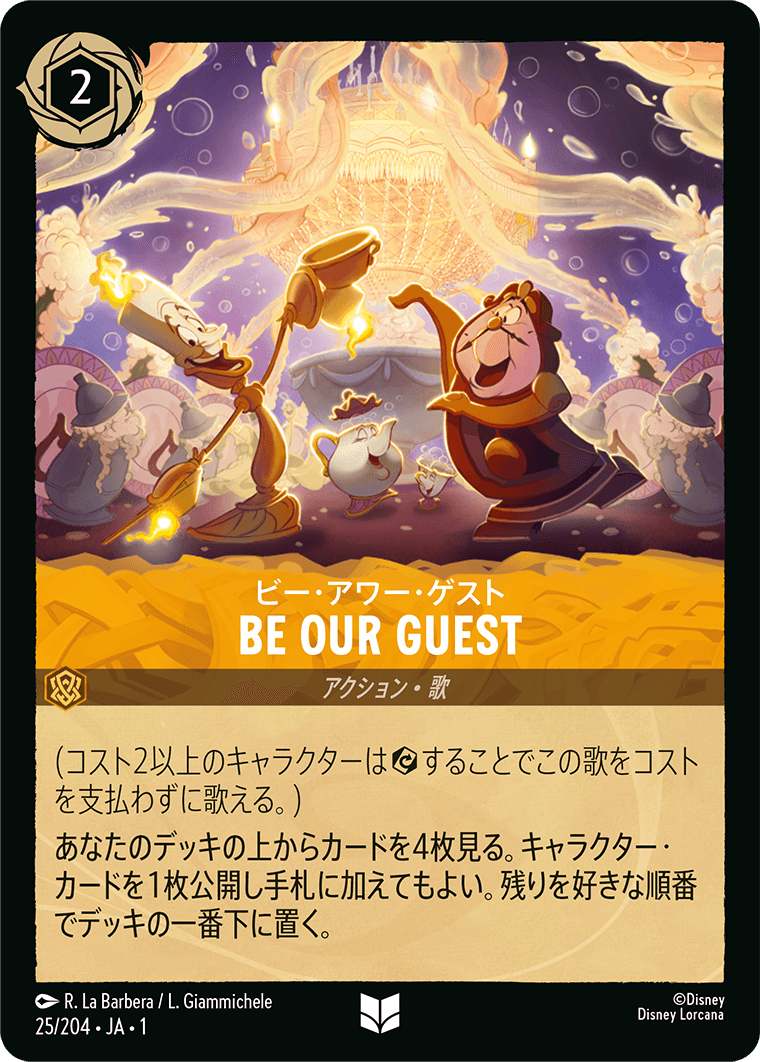 2
ビー・アワー・ゲスト
BE OUR GUEST
アクション・歌
(コスト2以上のキャラクターはすることでこの歌をコスト
を支払わずに歌える。)
あなたのデッキの上からカードを4枚見る。キャラクター・
カードを1枚公開し手札に加えてもよい。残りを好きな順番
でデッキの一番下に置く。
R. La Barbera / L. Giammichele
©Disney
25/204・JA・1
Disney Lorcana